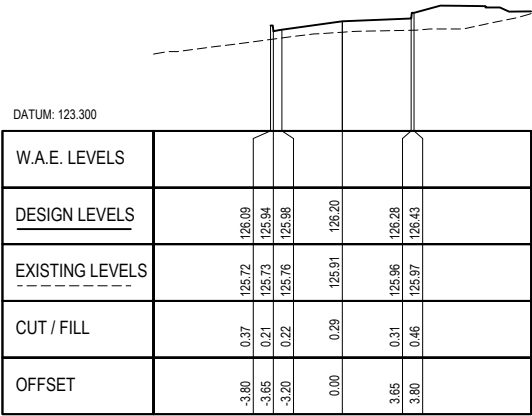 DATUM: 123.300
W.A.E. LEVELS
DESIGN LEVELS 126.09 125.94 125.98 126.20 126.28 126.43
EXISTING LEVELS 125.72 125.73 125.76 125.91 125.96 125.97
CUT / FILL 0.37 0.21 0.22 0.29 0.31 0.46
OFFSET -3.80 -3.65 -3.20 0.00 3.65 3.80